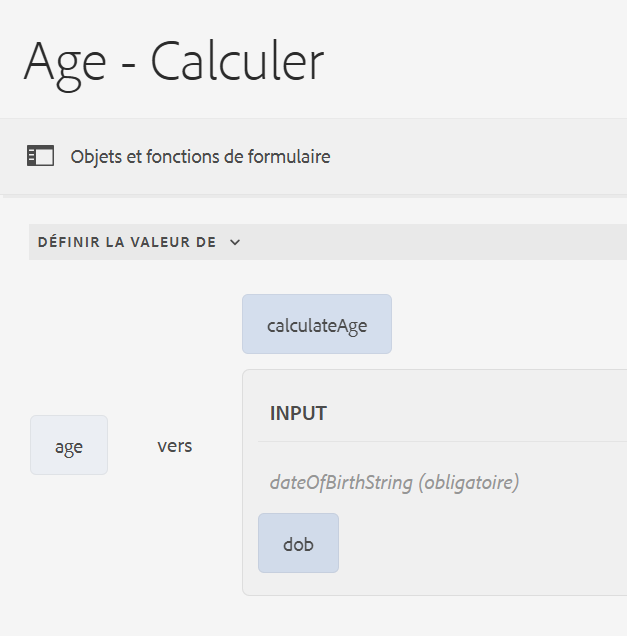 Age - Calculer
Objets et fonctions de formulaire
DÉFINIR LA VALEUR DE
calculateAge
INPUT
age
vers
dateOfBirthString (obligatoire)
dob